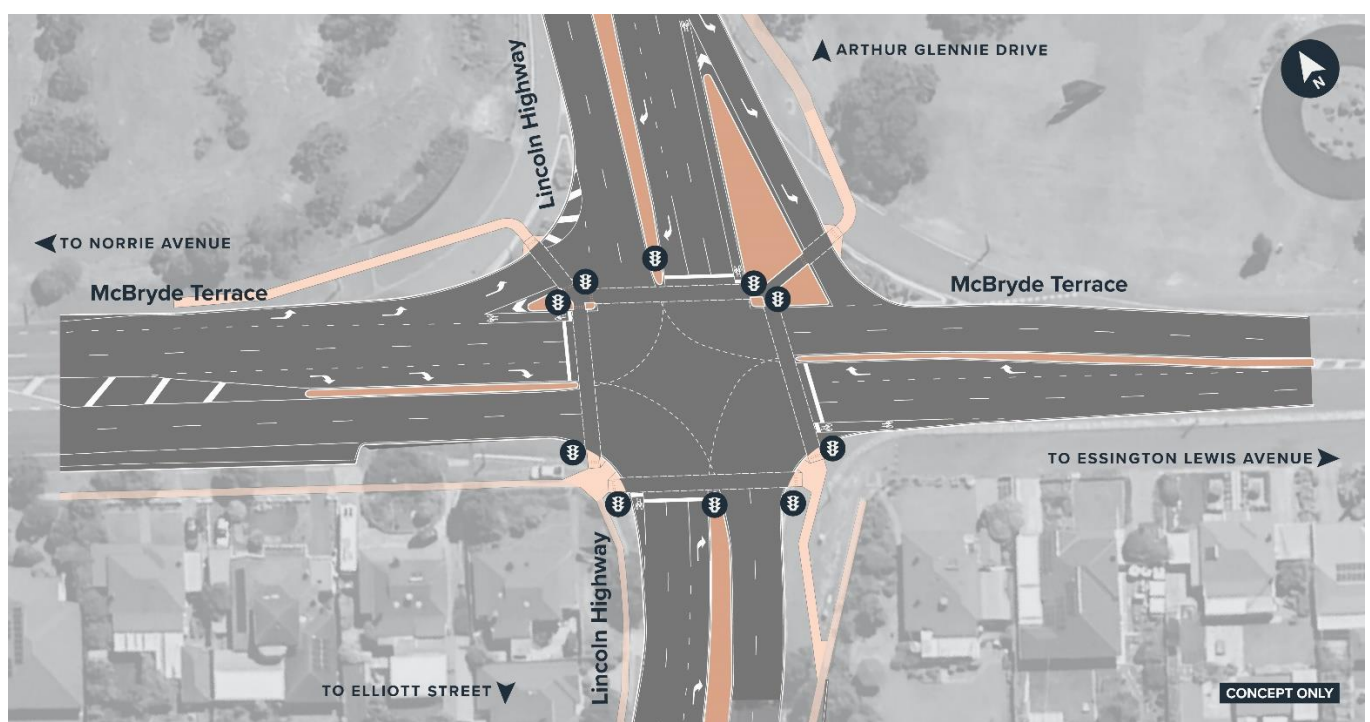 ARTHUR GLENNIE DRIVE
N
Lincoln Highway
TO NORRIE AVENUE
McBryde Terrace
McBryde Terrace
TO ESSINGTON LEWIS AVENUE
Lincoln Highway
TO ELLIOTT STREET
CONCEPT ONLY